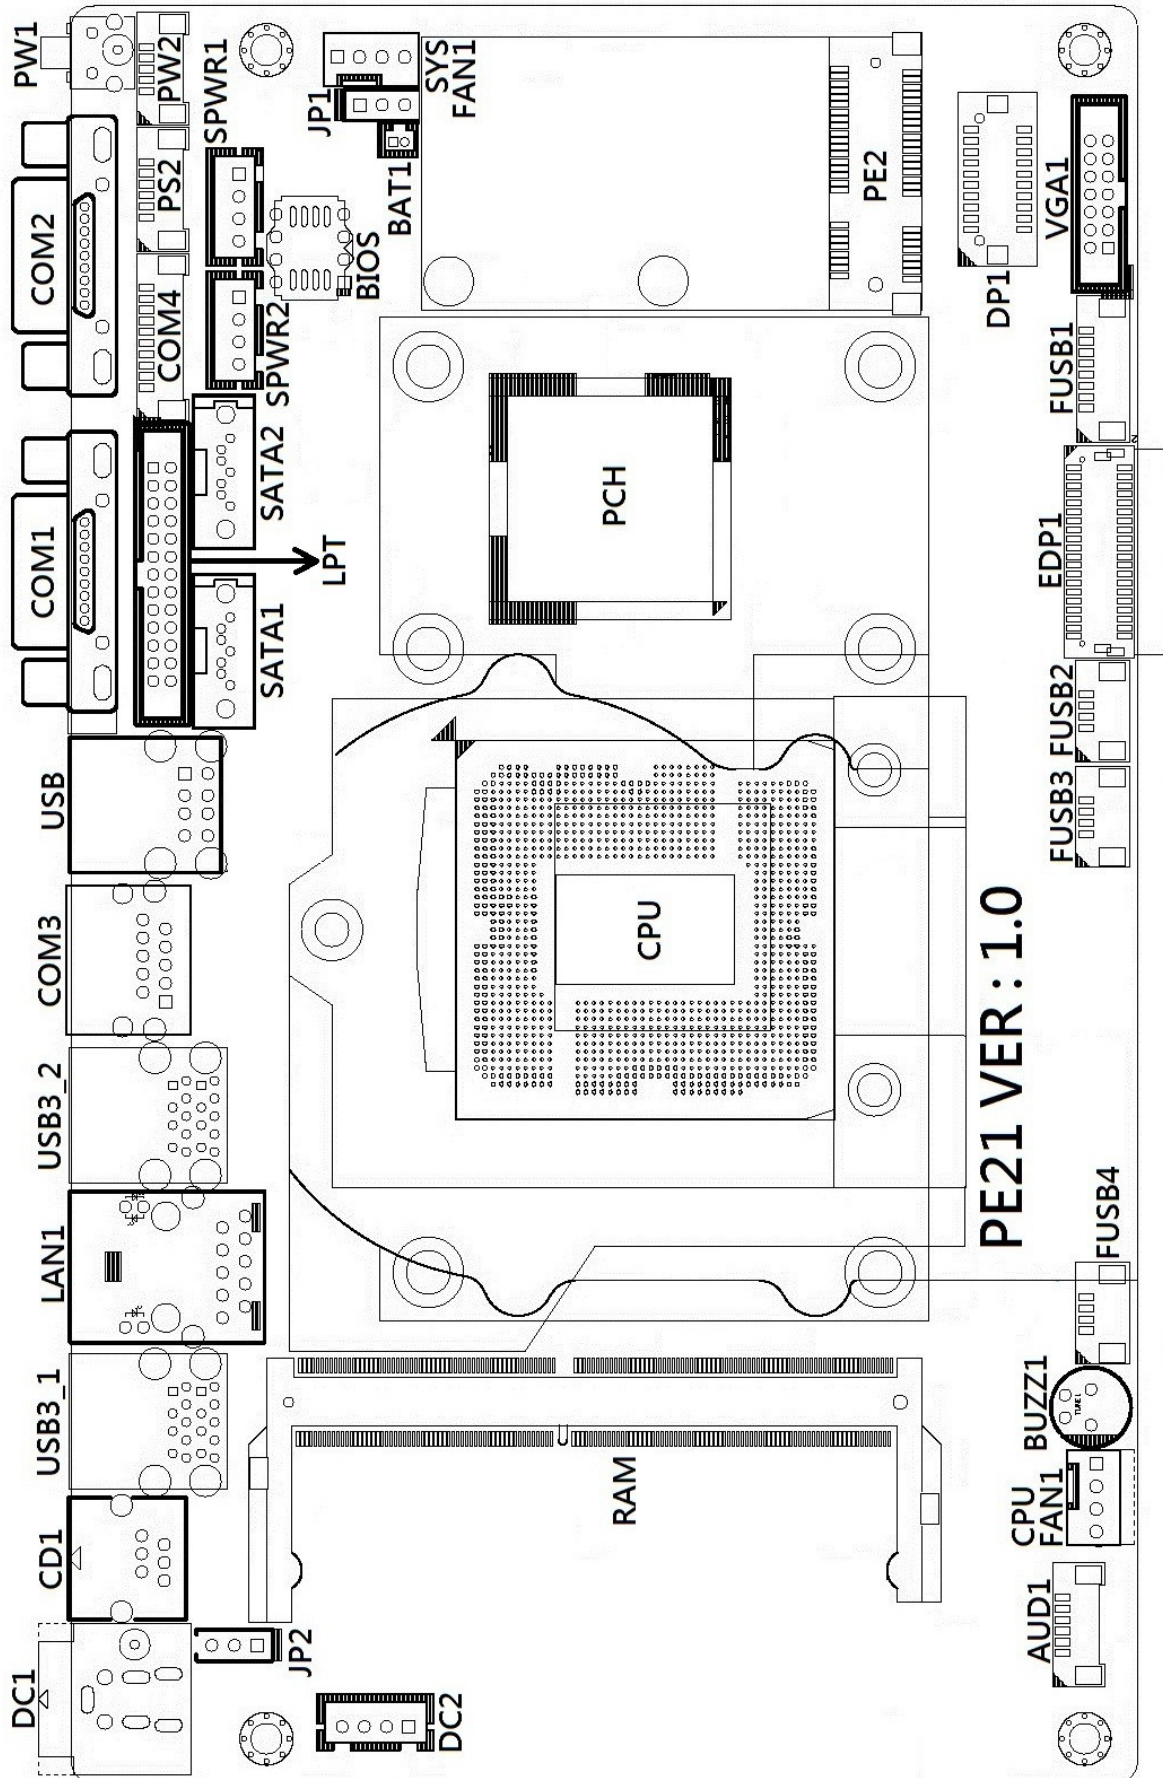 PW1
PW2
SPWR1
JP1
SYS
FAN1
COM2
PS2
BAT1
PE2
VGA1
COM4
BIOS
DP1
SPWR2
FUSB1
COM1
SATA2
PCH
EDP1
LPT
SATA1
USB
FUSB2
FUSB3
COM3
CPU
PE21 VER : 1.0
USB3_2
LAN1
FUSB4
USB3_1
BUZZ1
RAM
CPU
FAN1
CD1
AUD1
DC1
JP2
DC2